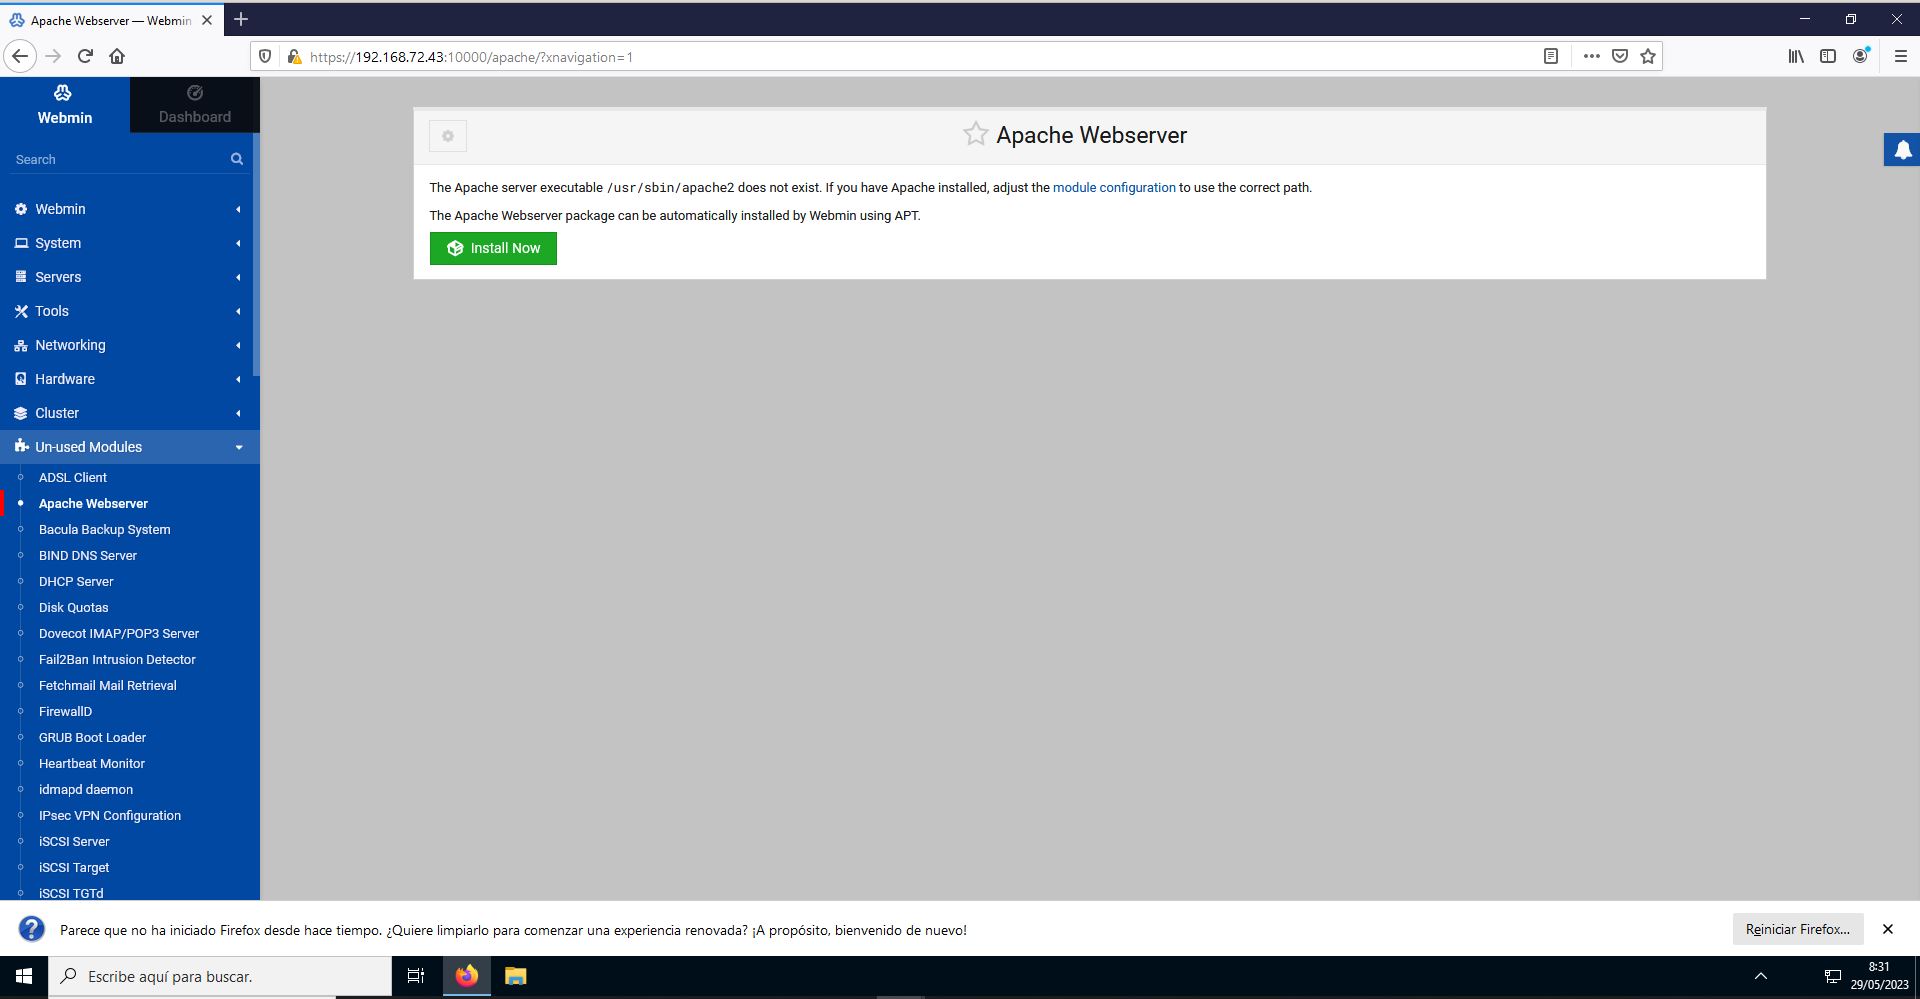 Apache Webserver — Webmin
https://192.168.72.43:10000/apache/?xnavigation=1
Webmin
Dashboard
Search
Webmin
System
Servers
Tools
Networking
Hardware
Cluster
Un-used Modules
ADSL Client
Apache Webserver
Bacula Backup System
BIND DNS Server
DHCP Server
Disk Quotas
Dovecot IMAP/POP3 Server
Fail2Ban Intrusion Detector
Fetchmail Mail Retrieval
FirewallD
GRUB Boot Loader
Heartbeat Monitor
idmapd daemon
IPsec VPN Configuration
iSCSI Server
iSCSI Target
iSCSI TGTd
Apache Webserver
The Apache server executable /usr/sbin/apache2 does not exist. If you have Apache installed, adjust the module configuration to use the correct path.
The Apache Webserver package can be automatically installed by Webmin using APT.
Install Now
Parece que no ha iniciado Firefox desde hace tiempo. ¿Quiere limpiarlo para comenzar una experiencia renovada? ¡A propósito, bienvenido de nuevo!
Reiniciar Firefox...
Escribe aquí para buscar.
8:31
29/05/2023